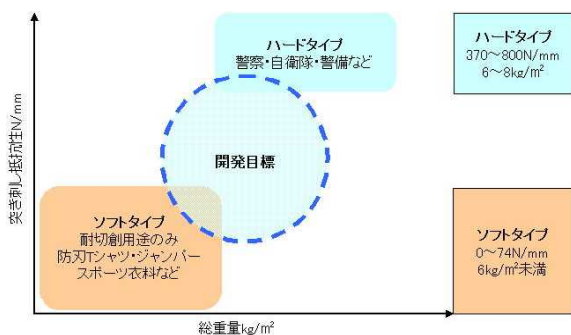 ハードタイプ
警察・自衛隊・警備など
ハードタイプ
370～800N/mm
6～8kg/m²
開発目標
突き刺し抵抗性N/mm
ソフトタイプ
耐切創用途のみ
防刃Tシャツ・ジャンパー
スポーツ衣料など
ソフトタイプ
0～74N/mm
6kg/m²未満
総重量kg/m²